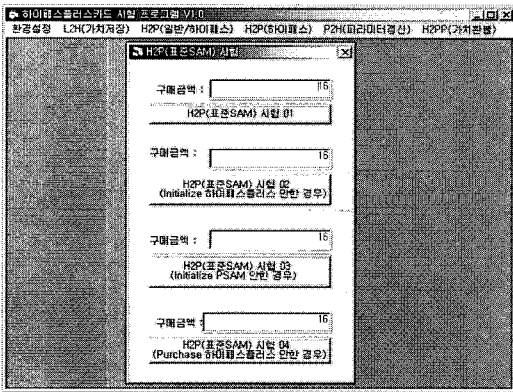 하이패스플러스카드 시험 프로그램 V1.0
환경설정 L2H(가치저장) H2P(일반/하이패스) H2P(하이패스) P2H(파라미터갱신) H2PP(가치환불)
H2P(표준SAM) 시험
구매금액 : 16
H2P(표준SAM) 시험 01
구매금액 : 16
H2P(표준SAM) 시험 02
(Initialize 하이패스플러스 안한 경우)
구매금액 : 16
H2P(표준SAM) 시험 03
(Initialize PSAM 안한 경우)
구매금액 : 16
H2P(표준SAM) 시험 04
(Purchase 하이패스플러스 안한 경우)